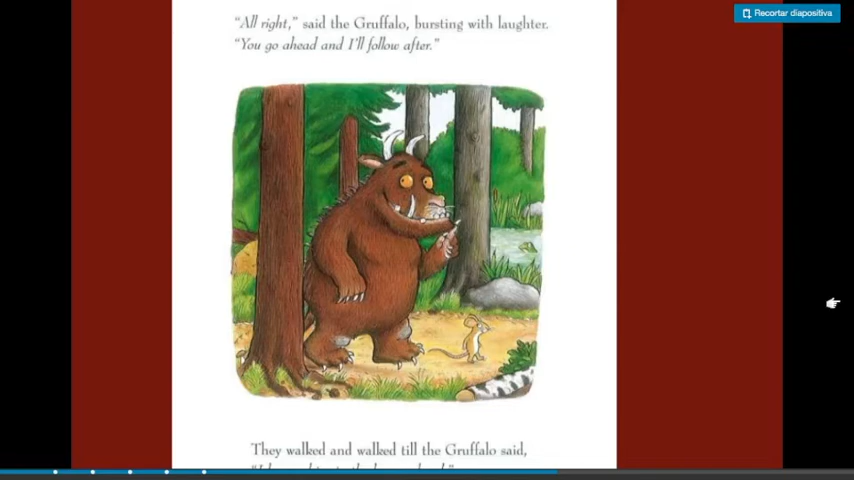 Recortar diapositiva
"All right," said the Gruffalo, bursting with laughter.
"You go ahead and I'll follow after."
They walked and walked till the Gruffalo said,